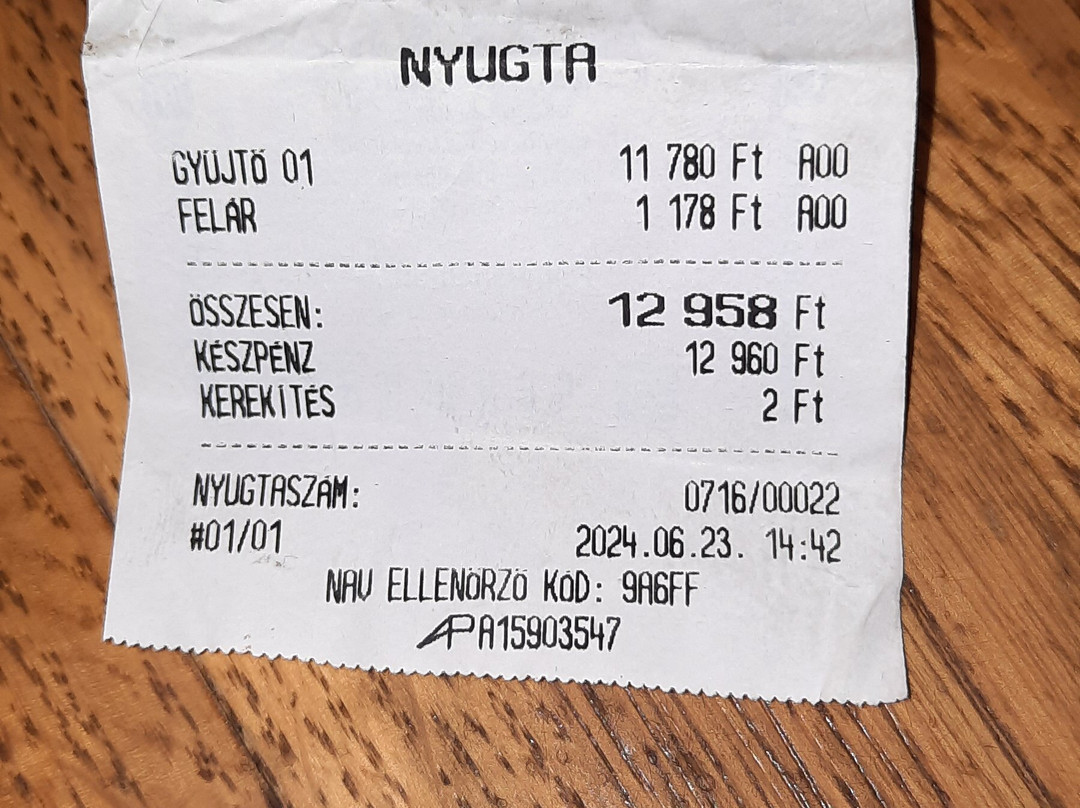 NYUGTA
GYŰJTŐ 01 11 780 Ft A00
FELÁR 1 178 Ft A00
ÖSSZESEN: 12 958 Ft
KÉSZPÉNZ 12 960 Ft
KEREKÍTÉS 2 Ft
NYUGTASZÁM: 0716/00022
#01/01 2024.06.23. 14:42
NAV ELLENŐRZŐ KÓD: 9A6FF
AP A15903547